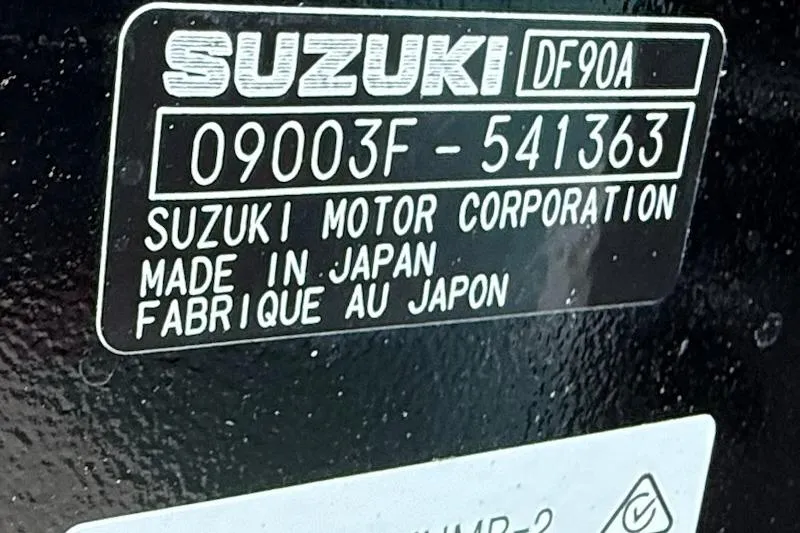 SUZUKI DF90A
09003F-541363
SUZUKI MOTOR CORPORATION
MADE IN JAPAN
FABRIQUE AU JAPON